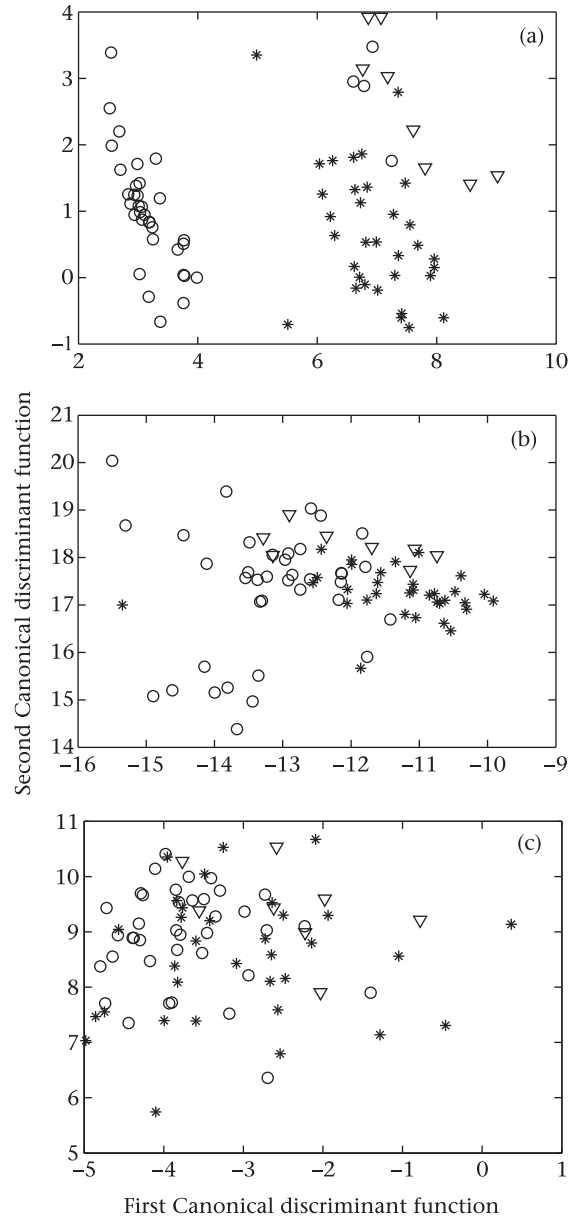 4
(a)
3
2
1
0
−1
2 4 6 8 10
21
(b)
20
19
18
17
16
15
14
−16 −15 −14 −13 −12 −11 −10 −9
Second Canonical discriminant function
11
(c)
10
9
8
7
6
5
−5 −4 −3 −2 −1 0 1
First Canonical discriminant function